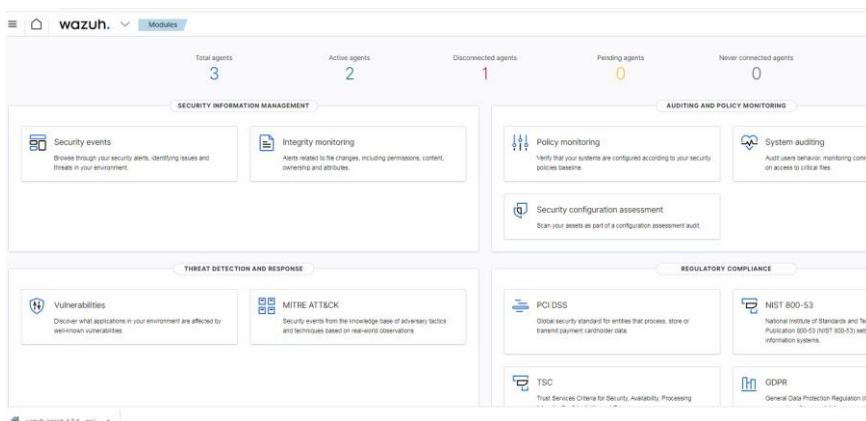 wazuh.
Modules
Total agents
3
Active agents
2
Disconnected agents
1
Pending agents
0
Never connected agents
0
SECURITY INFORMATION MANAGEMENT
Security events
Browse through your security alerts, identifying issues and
threats in your environment.
Integrity monitoring
Alerts related to file changes, including permissions, content,
ownership and attributes.
AUDITING AND POLICY MONITORING
Policy monitoring
Verify that your systems are configured according to your security
policies baseline.
System auditing
Audit users behavior, monitoring com
on access to critical files.
Security configuration assessment
Scan your assets as part of a configuration assessment audit.
THREAT DETECTION AND RESPONSE
Vulnerabilities
Discover what applications in your environment are affected by
well-known vulnerabilities.
MITRE ATT&CK
Security events from the knowledge base of adversary tactics
and techniques based on real-world observations
REGULATORY COMPLIANCE
PCI DSS
Global security standard for entities that process, store or
transmit payment cardholder data.
NIST 800-53
National Institute of Standards and Te
Publication 800-53 (NIST 800-53) sets
information systems.
TSC
Trust Services Criteria for Security, Availability, Processing
GDPR
General Data Protection Regulation (